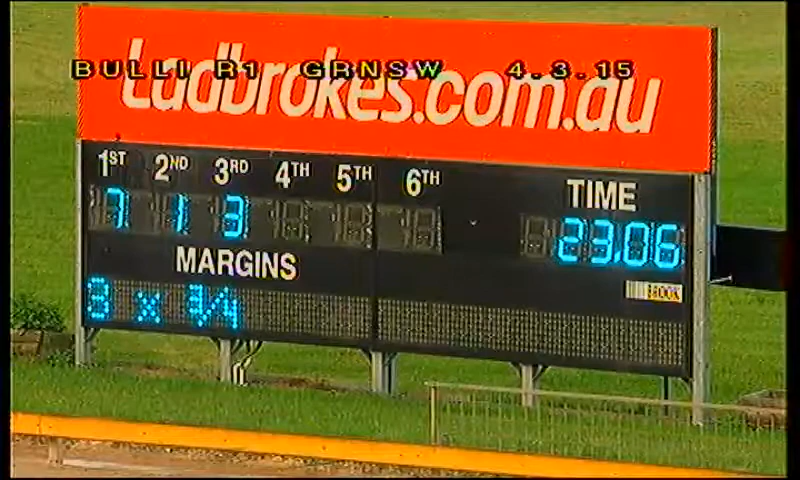 BULLI R1 GRNSW 4.3.15
Ladbrokes.com.au
1ST 2ND 3RD 4TH 5TH 6TH TIME
7 1 3 23.06
MARGINS
3 x 3/4